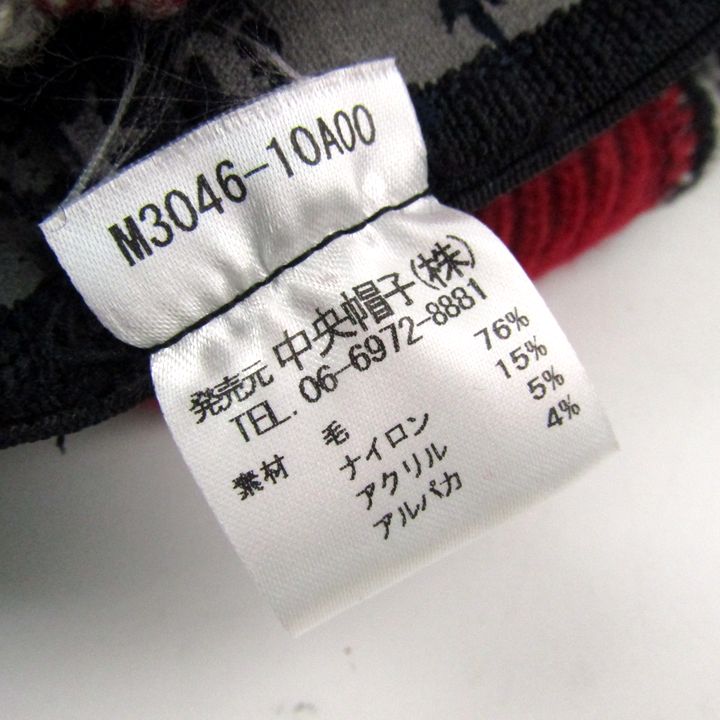 M3046-10A00
発売元 中央帽子(株)
TEL. 06-6972-8881
素材 毛 76%
ナイロン 15%
アクリル 5%
アルパカ 4%